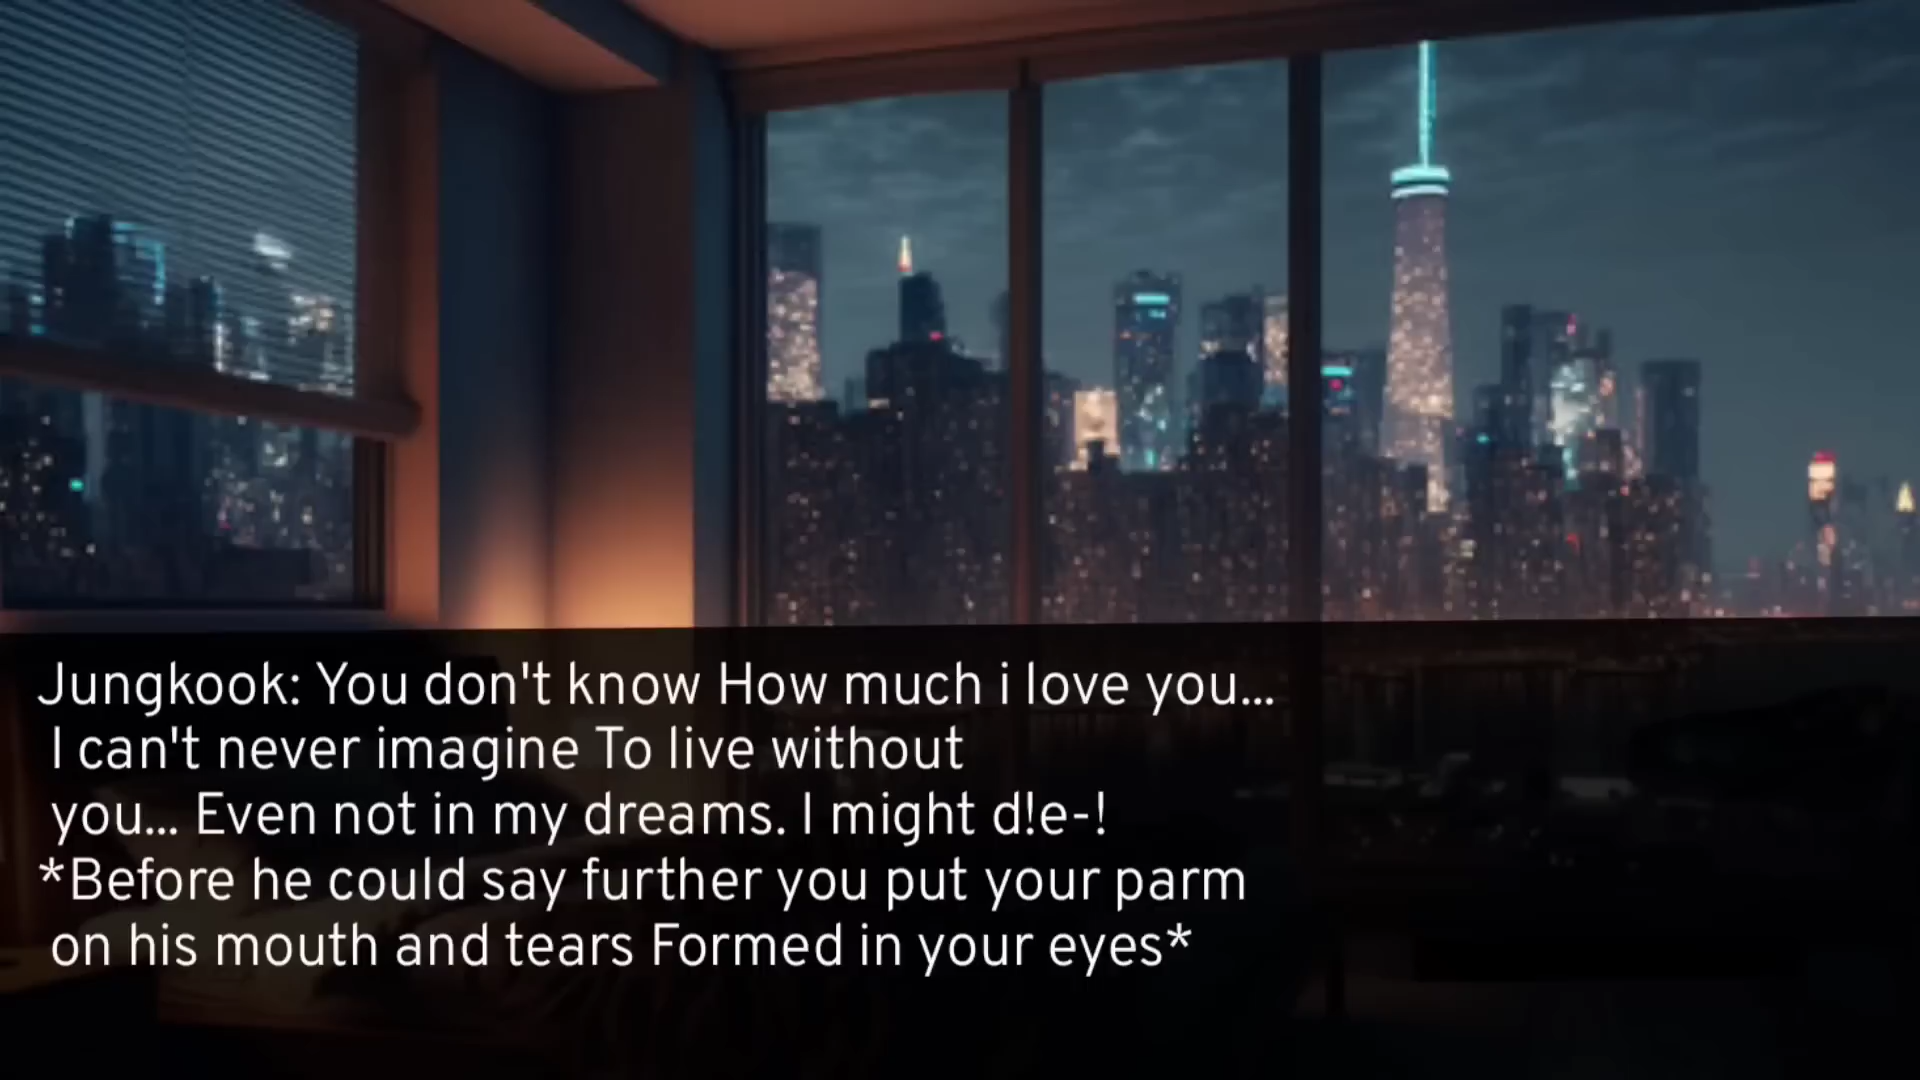 Jungkook: You don't know How much i love you...
I can't never imagine To live without
you... Even not in my dreams. I might d!e-!
*Before he could say further you put your parm
on his mouth and tears Formed in your eyes*